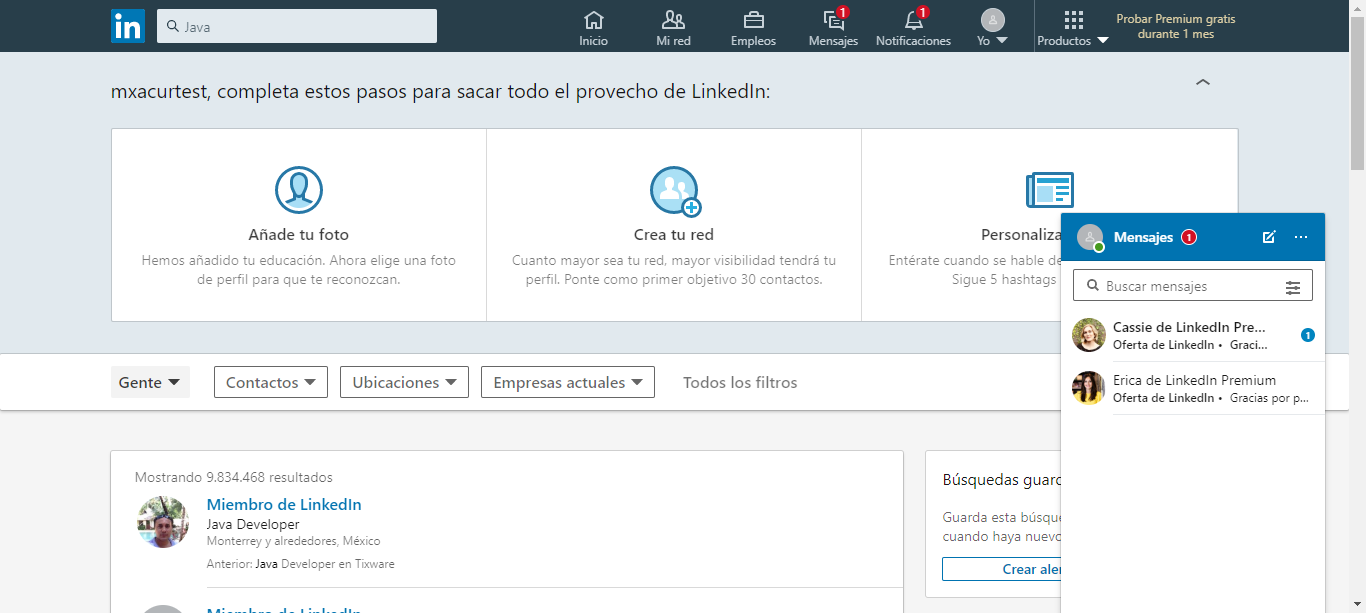 in
Java
Inicio
Mi red
Empleos
1
Mensajes
1
Notificaciones
Yo
Productos
Probar Premium gratis
durante 1 mes
mxacurtest, completa estos pasos para sacar todo el provecho de LinkedIn:
Añade tu foto
Hemos añadido tu educación. Ahora elige una foto
de perfil para que te reconozcan.
Crea tu red
Cuanto mayor sea tu red, mayor visibilidad tendrá tu
perfil. Ponte como primer objetivo 30 contactos.
Personaliza
Entérate cuando se hable de
Sigue 5 hashtags
Mensajes 1
Buscar mensajes
Cassie de LinkedIn Pre...
Oferta de LinkedIn • Graci...
1
Erica de LinkedIn Premium
Oferta de LinkedIn • Gracias por p...
Gente
Contactos
Ubicaciones
Empresas actuales
Todos los filtros
Mostrando 9.834.468 resultados
Miembro de LinkedIn
Java Developer
Monterrey y alrededores, México
Anterior: Java Developer en Tixware
Miembro de LinkedIn
Búsquedas
Guarda esta
cuando haya
Crear